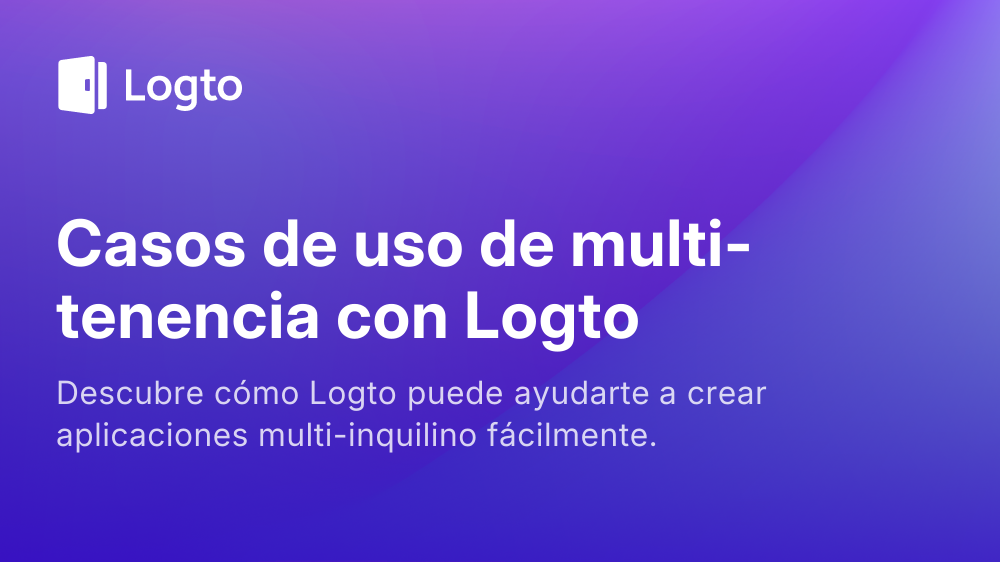 Logto
Casos de uso de multi-
tenencia con Logto
Descubre cómo Logto puede ayudarte a crear
aplicaciones multi-inquilino fácilmente.